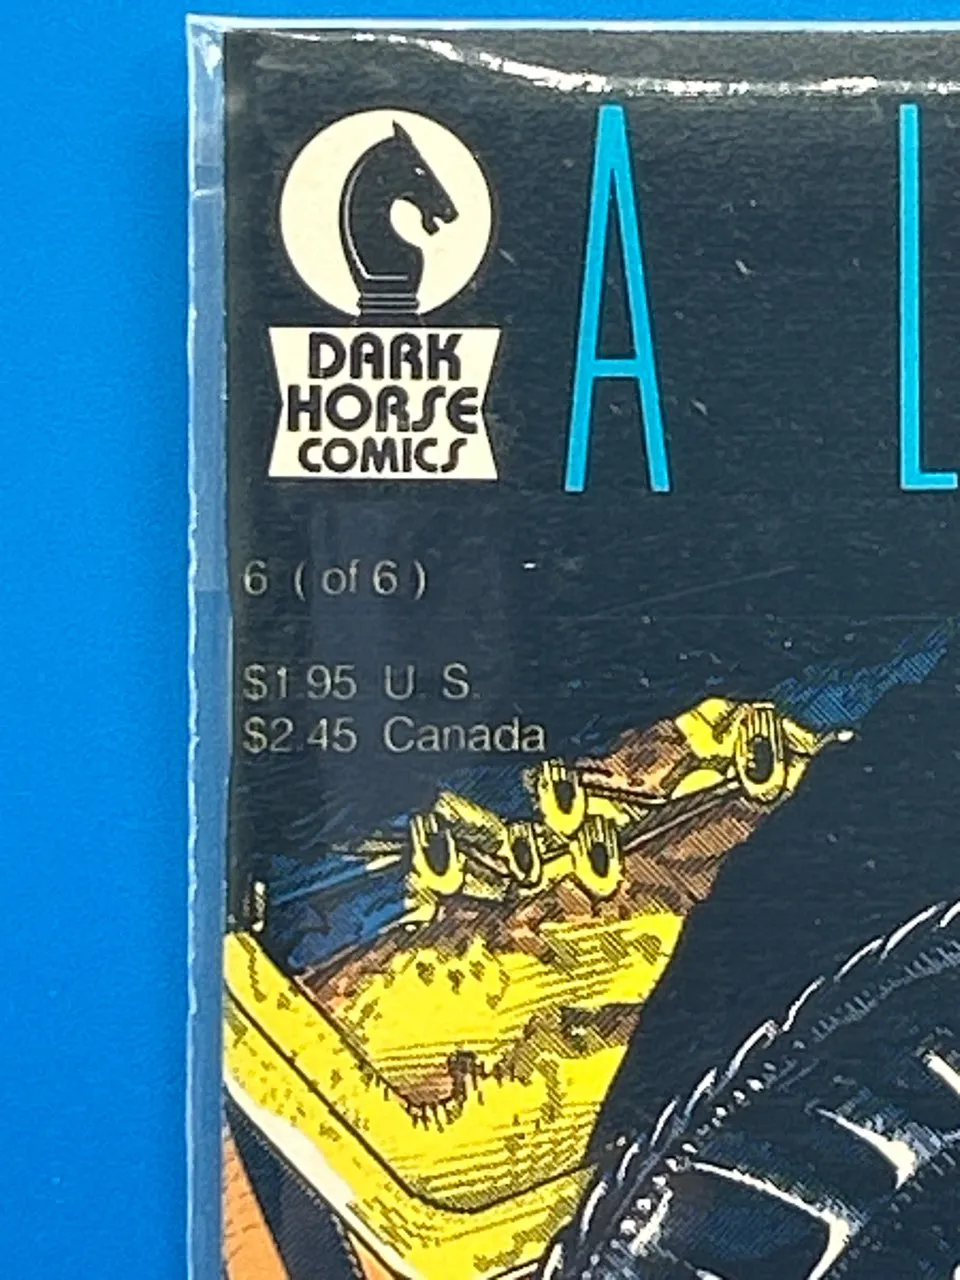 DARK
HORSE
COMICS
A L
6 ( of 6 )
$1.95 U. S.
$2.45 Canada